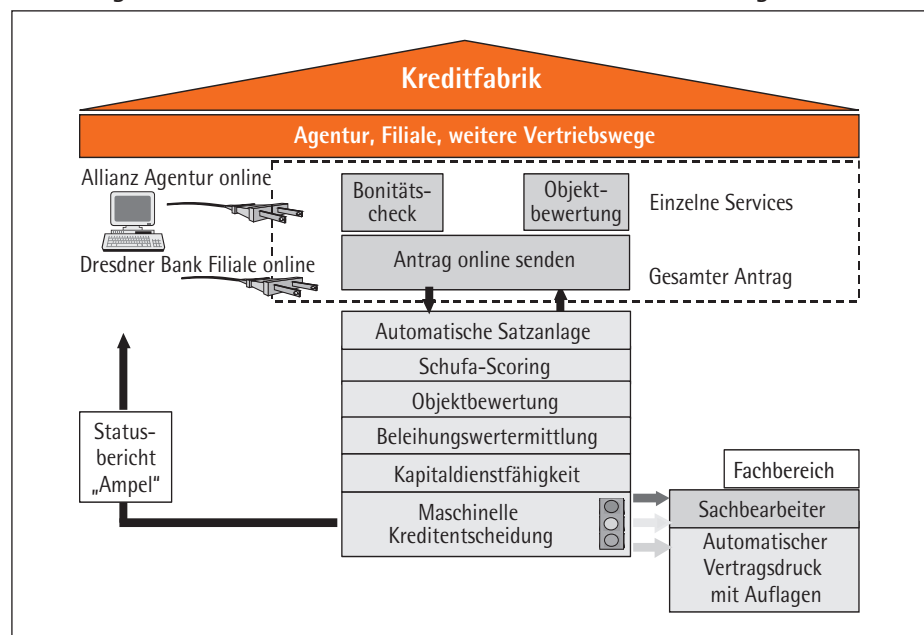 Kreditfabrik
Agentur, Filiale, weitere Vertriebswege
Allianz Agentur online
Dresdner Bank Filiale online
Bonitäts-
check
Objekt-
bewertung
Einzelne Services
Antrag online senden
Gesamter Antrag
Automatische Satzanlage
Schufa-Scoring
Objektbewertung
Beleihungswertermittlung
Kapitaldienstfähigkeit
Maschinelle
Kreditentscheidung
Status-
bericht
„Ampel"
Fachbereich
Sachbearbeiter
Automatischer
Vertragsdruck
mit Auflagen